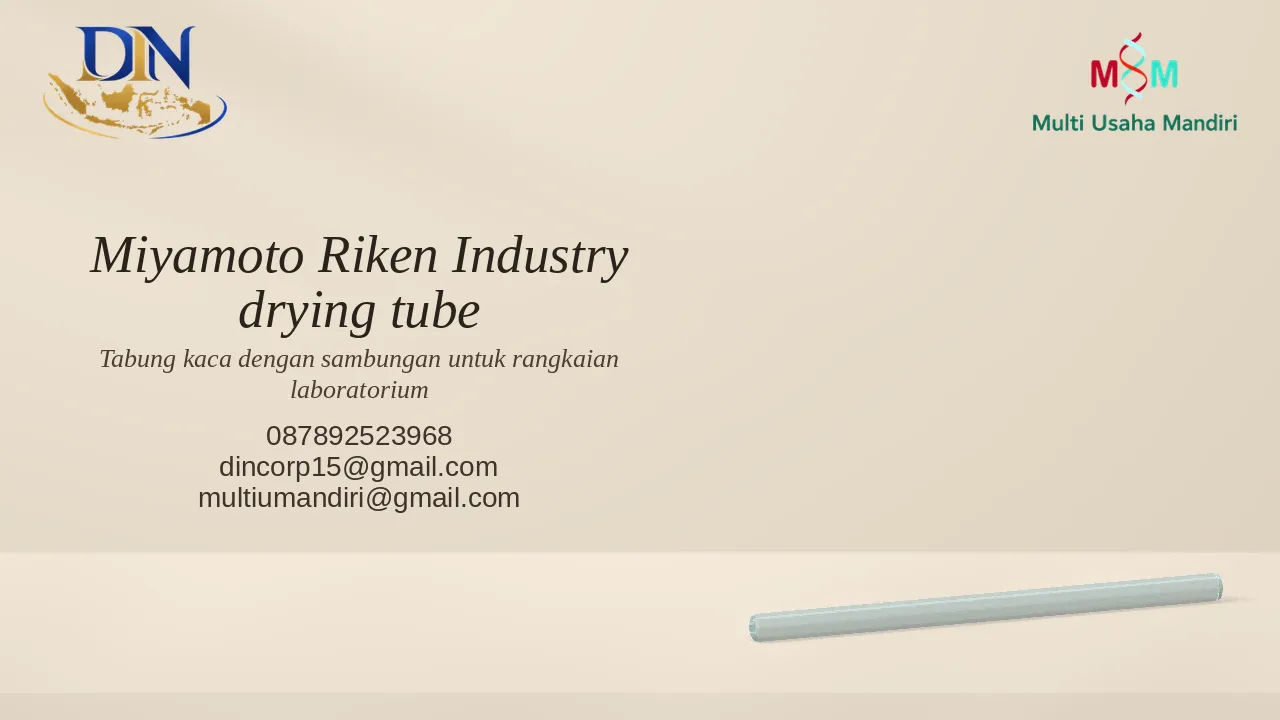 DIN
MSM
Multi Usaha Mandiri
Miyamoto Riken Industry
drying tube
Tabung kaca dengan sambungan untuk rangkaian
laboratorium
087892523968
dincorp15@gmail.com
multiumandiri@gmail.com